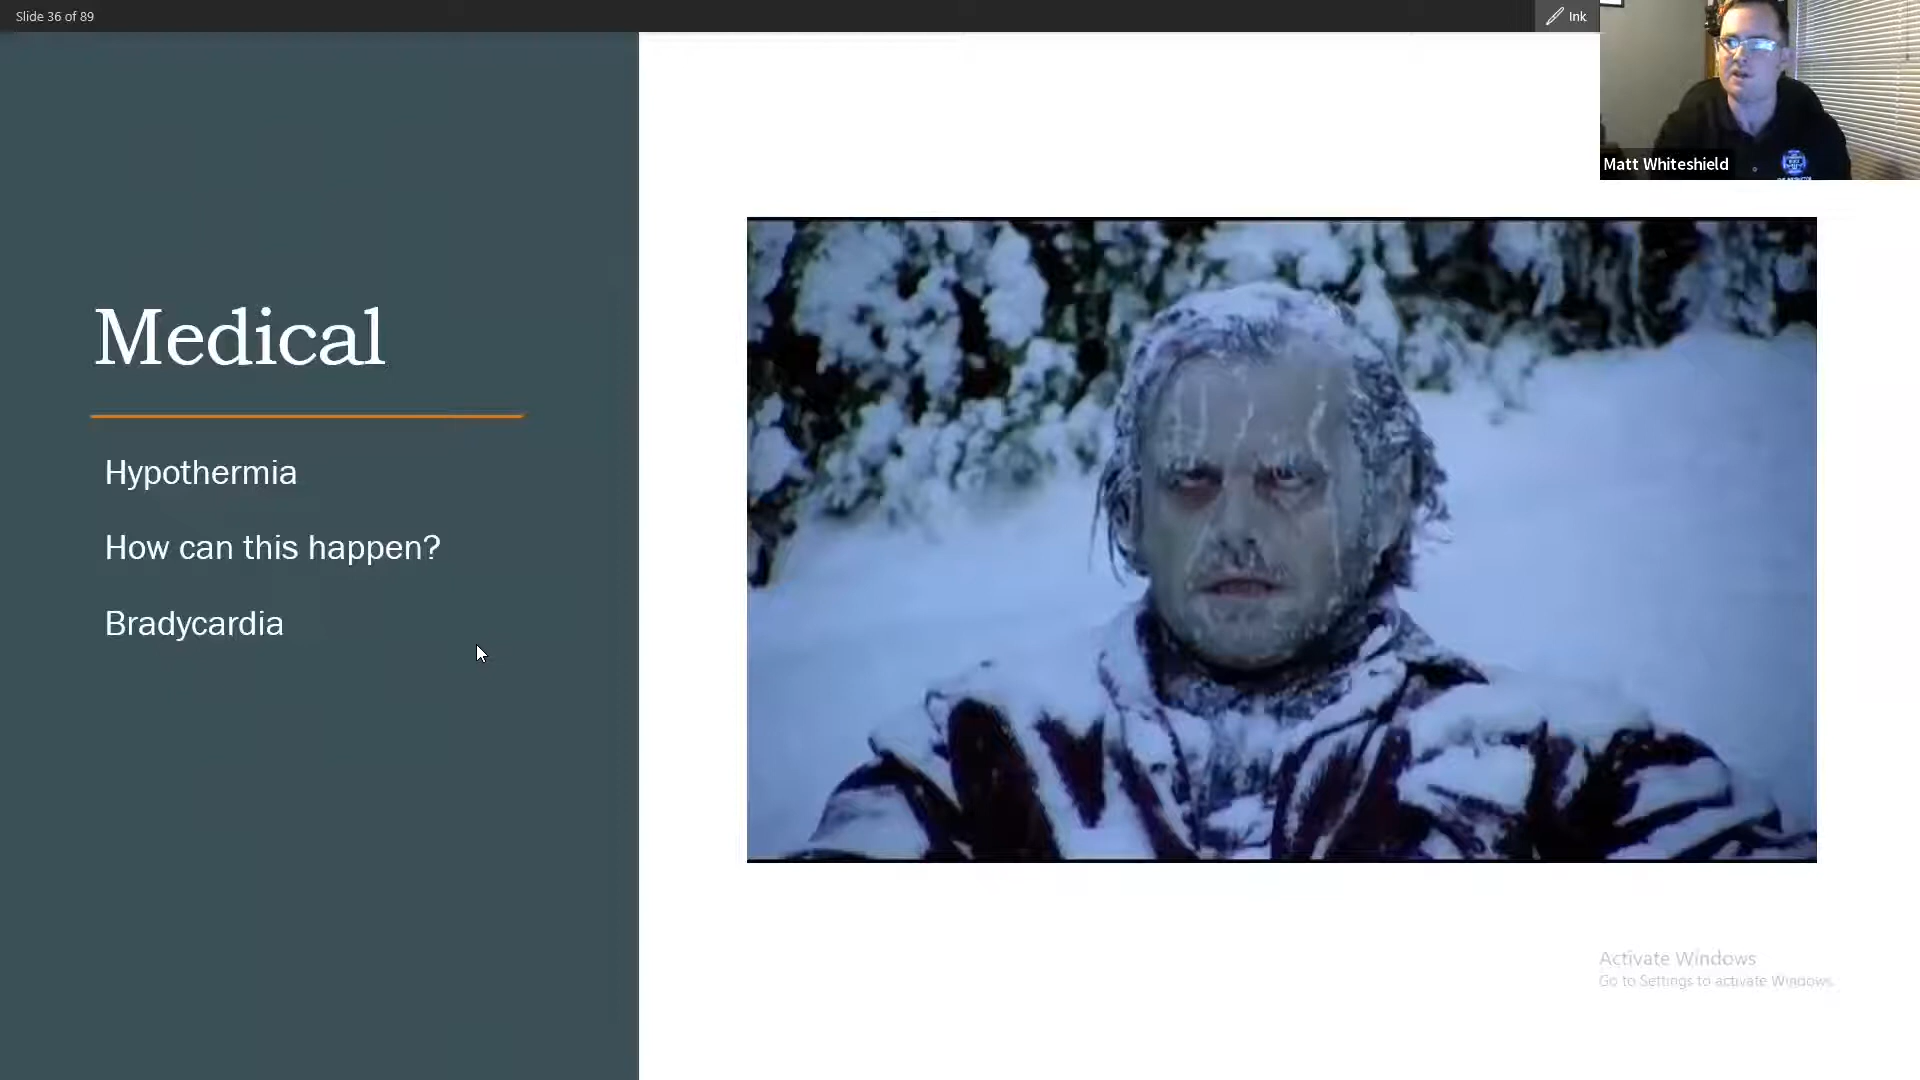 Slide 36 of 89
Ink
Matt Whiteshield
Medical
Hypothermia
How can this happen?
Bradycardia
Activate Windows
Go to Settings to activate Windows.